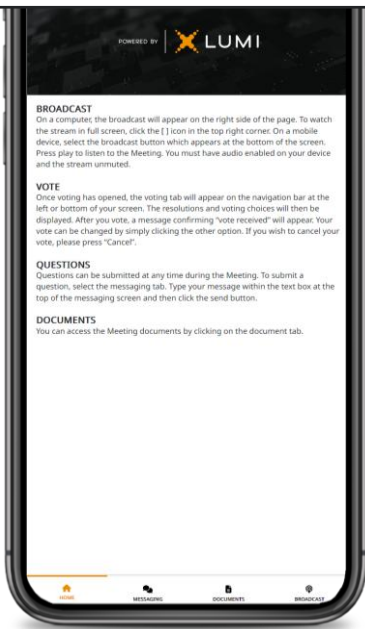 POWERED BY LUMI
BROADCAST
On a computer, the broadcast will appear on the right side of the page. To watch
the stream in full screen, click the [ ] icon in the top right corner. On a mobile
device, select the broadcast button which appears at the bottom of the screen.
Press play to listen to the Meeting. You must have audio enabled on your device
and the stream unmuted.
VOTE
Once voting has opened, the voting tab will appear on the navigation bar at the
left or bottom of your screen. The resolutions and voting choices will then be
displayed. After you vote, a message confirming "vote received" will appear. Your
vote can be changed by simply clicking the other option. If you wish to cancel your
vote, please press "Cancel".
QUESTIONS
Questions can be submitted at any time during the Meeting. To submit a
question, select the messaging tab. Type your message within the text box at the
top of the messaging screen and then click the send button.
DOCUMENTS
You can access the Meeting documents by clicking on the document tab.
HOME MESSAGING DOCUMENTS BROADCAST